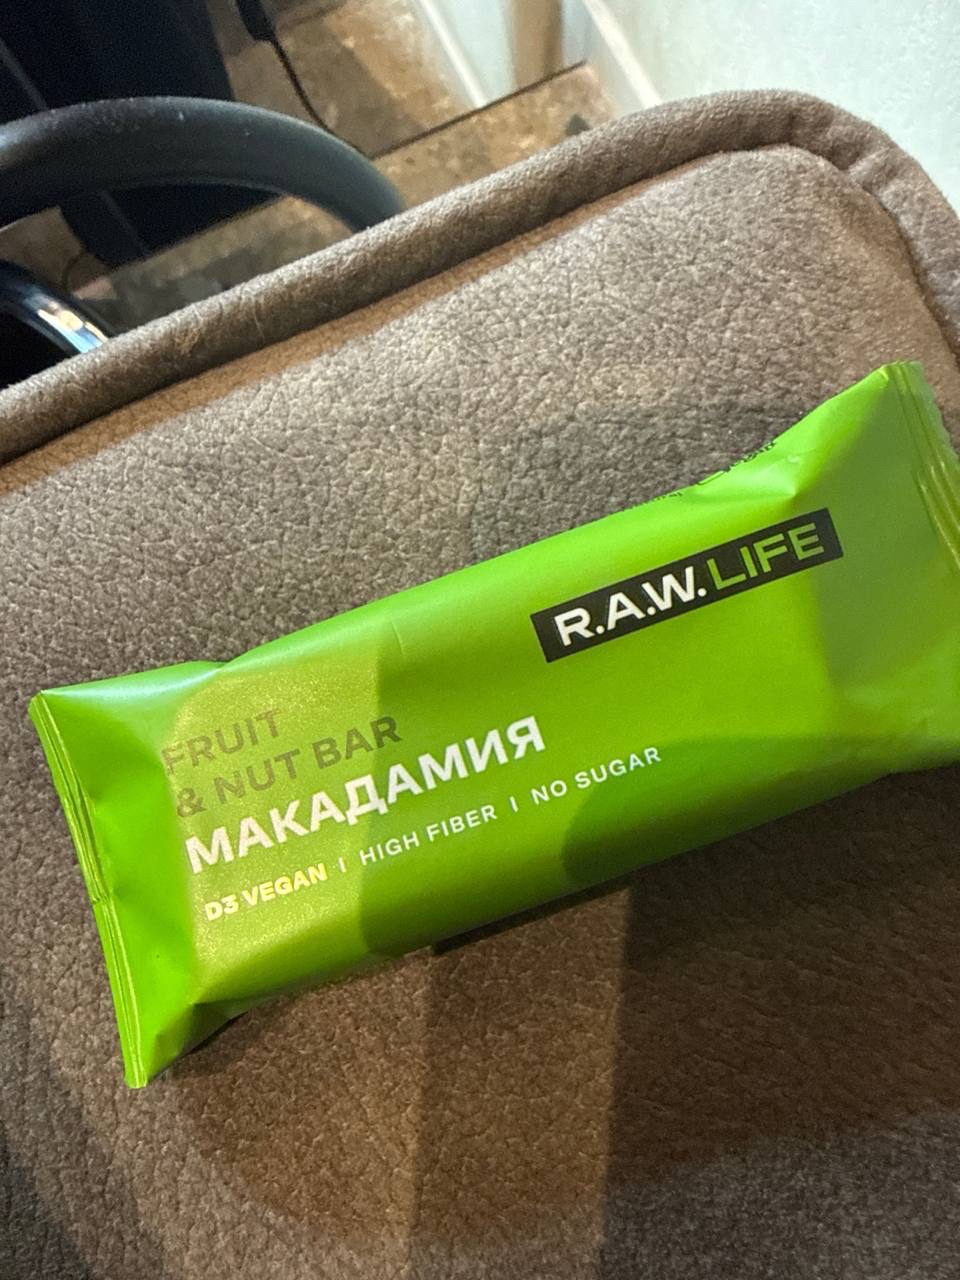 R.A.W. LIFE
FRUIT
& NUT BAR
МАКАДАМИЯ
D3 VEGAN | HIGH FIBER | NO SUGAR